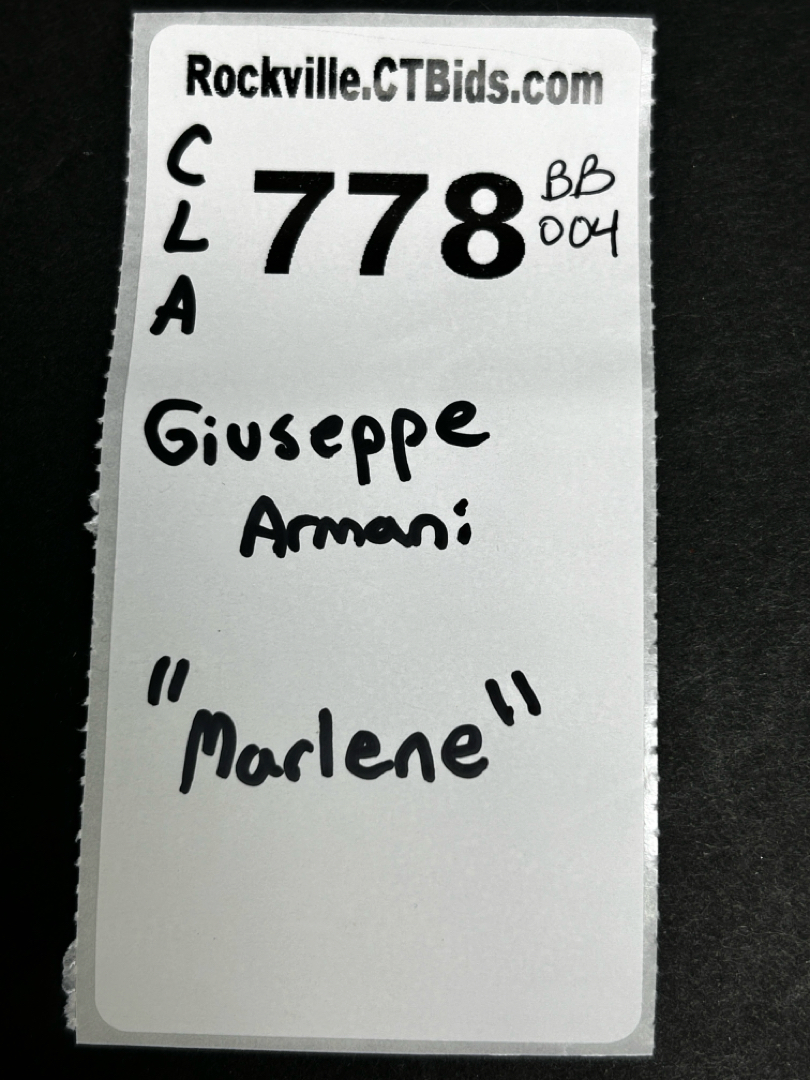 Rockville.CTBids.com
C
L
A
778
BB
004
Giuseppe
Armani
"Marlene"